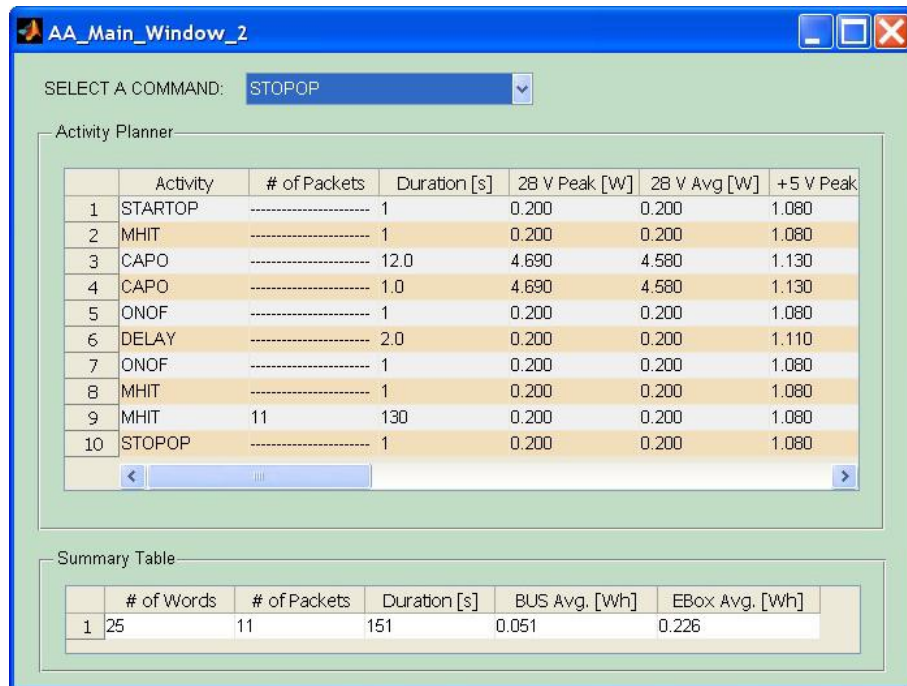 AA_Main_Window_2
SELECT A COMMAND: STOPOP
Activity Planner
Activity # of Packets Duration [s] 28 V Peak [W] 28 V Avg [W] +5 V Peak
1 STARTOP ----------------------- 1 0.200 0.200 1.080
2 MHIT ----------------------- 1 0.200 0.200 1.080
3 CAPO ----------------------- 12.0 4.690 4.580 1.130
4 CAPO ----------------------- 1.0 4.690 4.580 1.130
5 ONOF ----------------------- 1 0.200 0.200 1.080
6 DELAY ----------------------- 2.0 0.200 0.200 1.110
7 ONOF ----------------------- 1 0.200 0.200 1.080
8 MHIT ----------------------- 1 0.200 0.200 1.080
9 MHIT 11 130 0.200 0.200 1.080
10 STOPOP ----------------------- 1 0.200 0.200 1.080
Summary Table
# of Words # of Packets Duration [s] BUS Avg. [Wh] EBox Avg. [Wh]
1 25 11 151 0.051 0.226